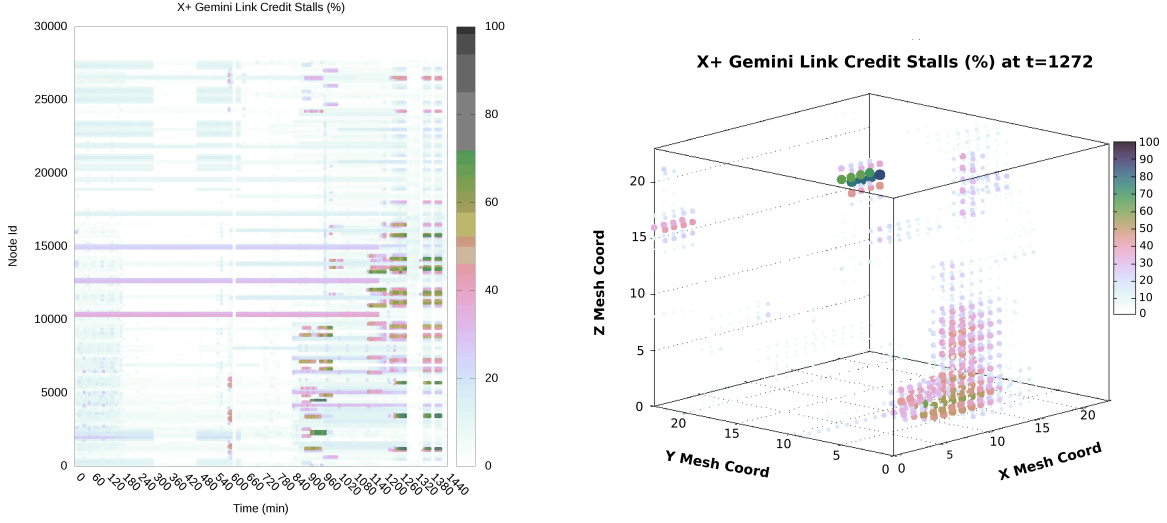 X+ Gemini Link Credit Stalls (%)
30000
25000
20000
15000
10000
5000
0
Node Id
0 60 120 180 240 300 360 420 480 540 600 660 720 780 840 900 960 1020 1080 1140 1200 1260 1320 1380 1440
Time (min)
100
80
60
40
20
0
X+ Gemini Link Credit Stalls (%) at t=1272
Z Mesh Coord
20
15
10
5
0
20 15 10 5 0
Y Mesh Coord
0 5 10 15 20
X Mesh Coord
100
90
80
70
60
50
40
30
20
10
0